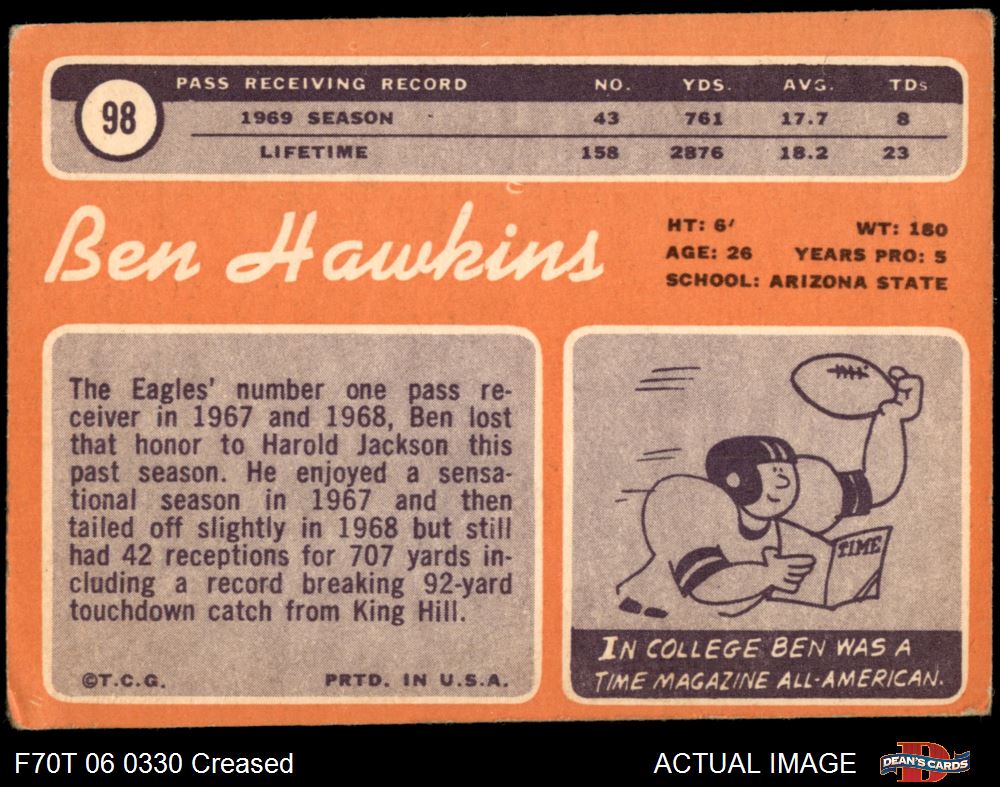 98
PASS RECEIVING RECORD NO. YDS. AVG. TDs
1969 SEASON 43 761 17.7 8
LIFETIME 158 2876 18.2 23
Ben Hawkins
HT: 6' WT: 180
AGE: 26 YEARS PRO: 5
SCHOOL: ARIZONA STATE
The Eagles' number one pass re-
ceiver in 1967 and 1968, Ben lost
that honor to Harold Jackson this
past season. He enjoyed a sensa-
tional season in 1967 and then
tailed off slightly in 1968 but still
had 42 receptions for 707 yards in-
cluding a record breaking 92-yard
touchdown catch from King Hill.
©T.C.G. PRTD. IN U.S.A.
TIME
IN COLLEGE BEN WAS A
TIME MAGAZINE ALL-AMERICAN.
F70T 06 0330 Creased
ACTUAL IMAGE
D
DEAN'S CARDS